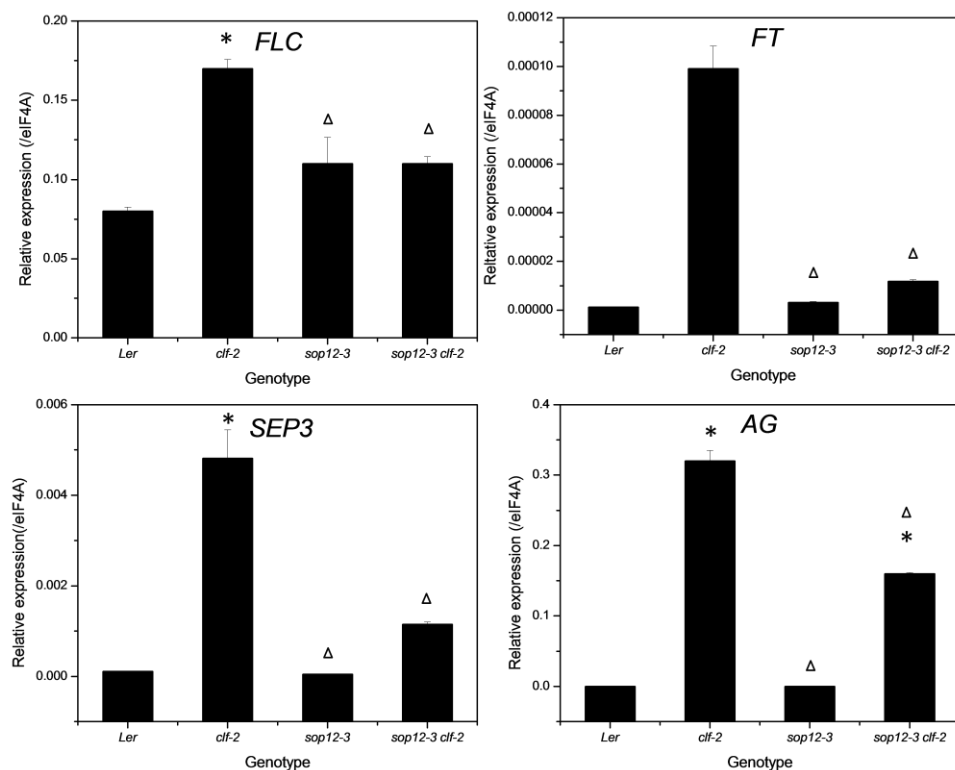 FLC
*
Δ
Δ
Relative expression (/eIF4A)
0.20
0.15
0.10
0.05
0.00
Ler
clf-2
sop12-3
sop12-3 clf-2
Genotype
FT
Δ
Δ
Reltative expression (/eIF4A)
0.00012
0.00010
0.00008
0.00006
0.00004
0.00002
0.00000
Ler
clf-2
sop12-3
sop12-3 clf-2
Genotype
SEP3
*
Δ
Δ
Relative expression(/eIF4A)
0.006
0.004
0.002
0.000
Ler
clf-2
sop12-3
sop12-3 clf-2
Genotype
AG
*
Δ
Δ
*
Relative expression (/eIF4A)
0.4
0.3
0.2
0.1
0.0
Ler
clf-2
sop12-3
sop12-3 clf-2
Genotype